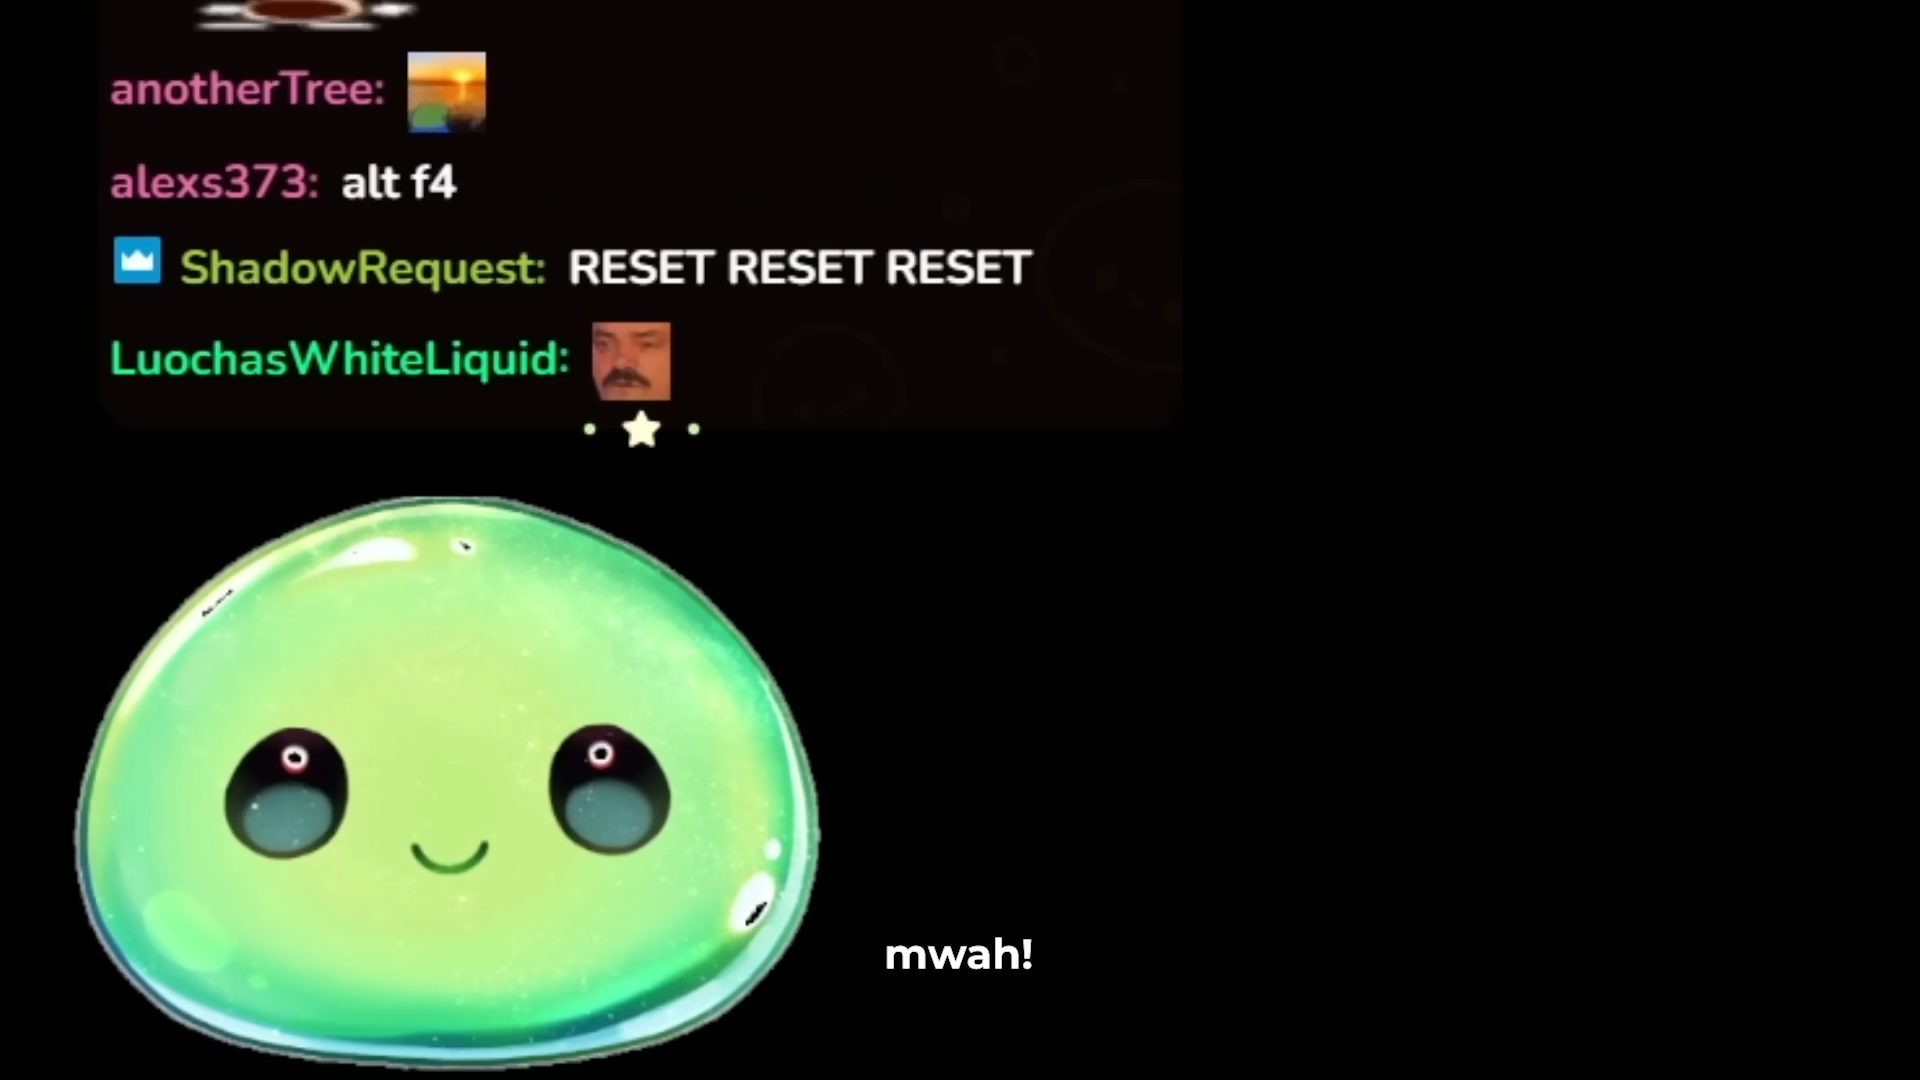 anotherTree:
alexs373: alt f4
ShadowRequest: RESET RESET RESET
LuochasWhiteLiquid:
mwah!